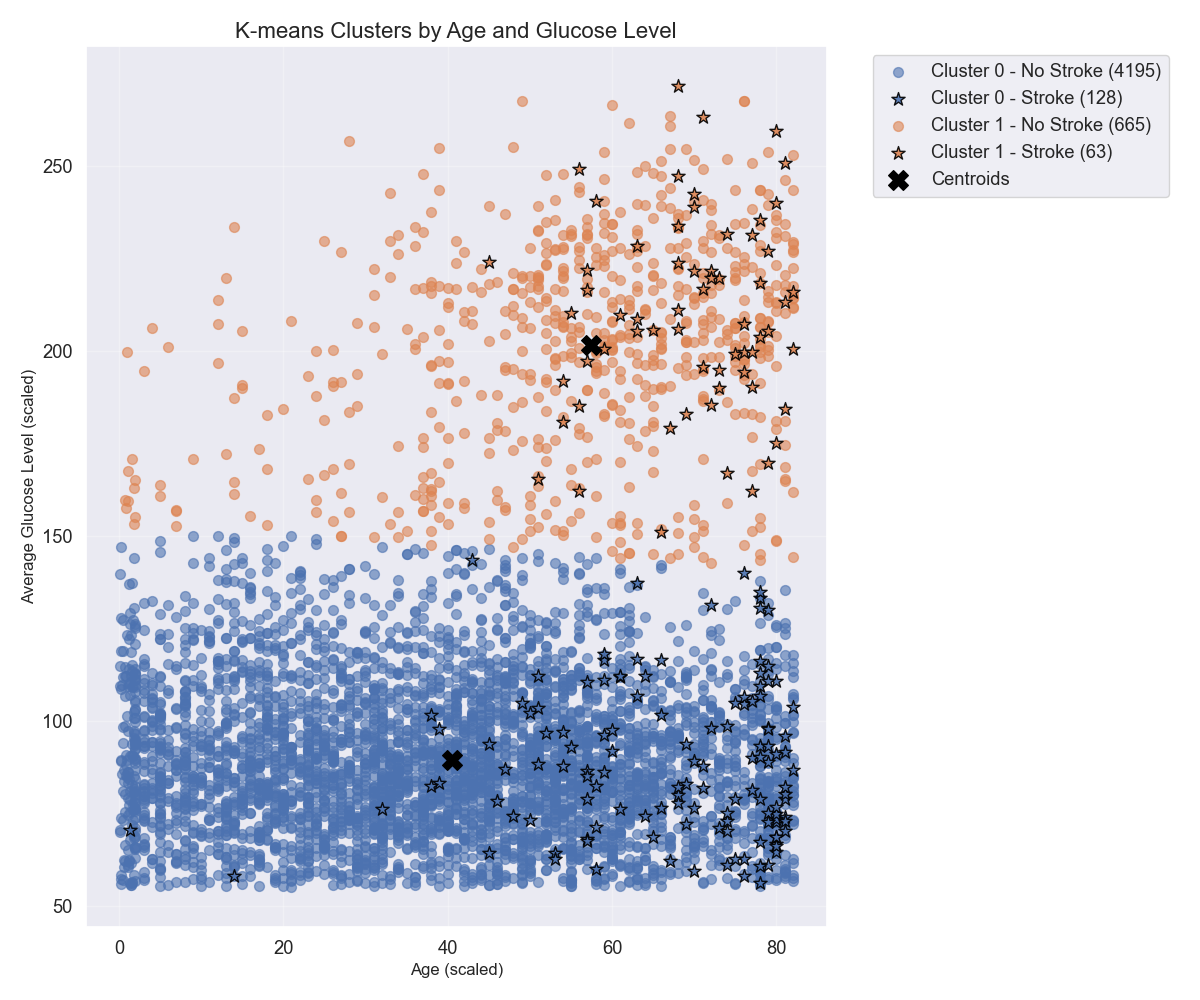 K-means Clusters by Age and Glucose Level
Cluster 0 - No Stroke (4195)
Cluster 0 - Stroke (128)
Cluster 1 - No Stroke (665)
Cluster 1 - Stroke (63)
Centroids
Average Glucose Level (scaled)
250
200
150
100
50
0 20 40 60 80
Age (scaled)